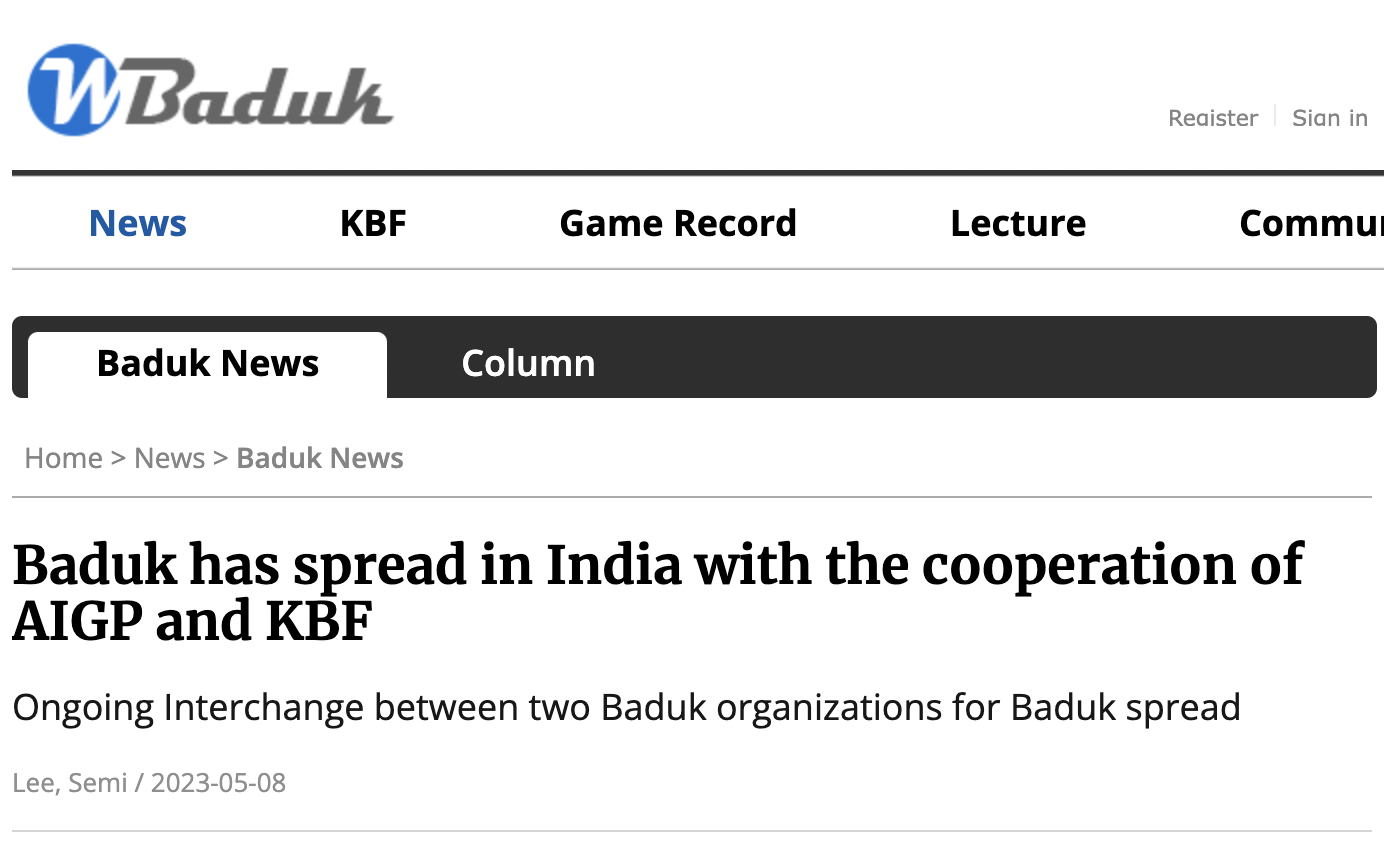 WBaduk
Register
Sign in
News
KBF
Game Record
Lecture
Commun
Baduk News
Column
Home > News > Baduk News
Baduk has spread in India with the cooperation of
AIGP and KBF
Ongoing Interchange between two Baduk organizations for Baduk spread
Lee, Semi / 2023-05-08